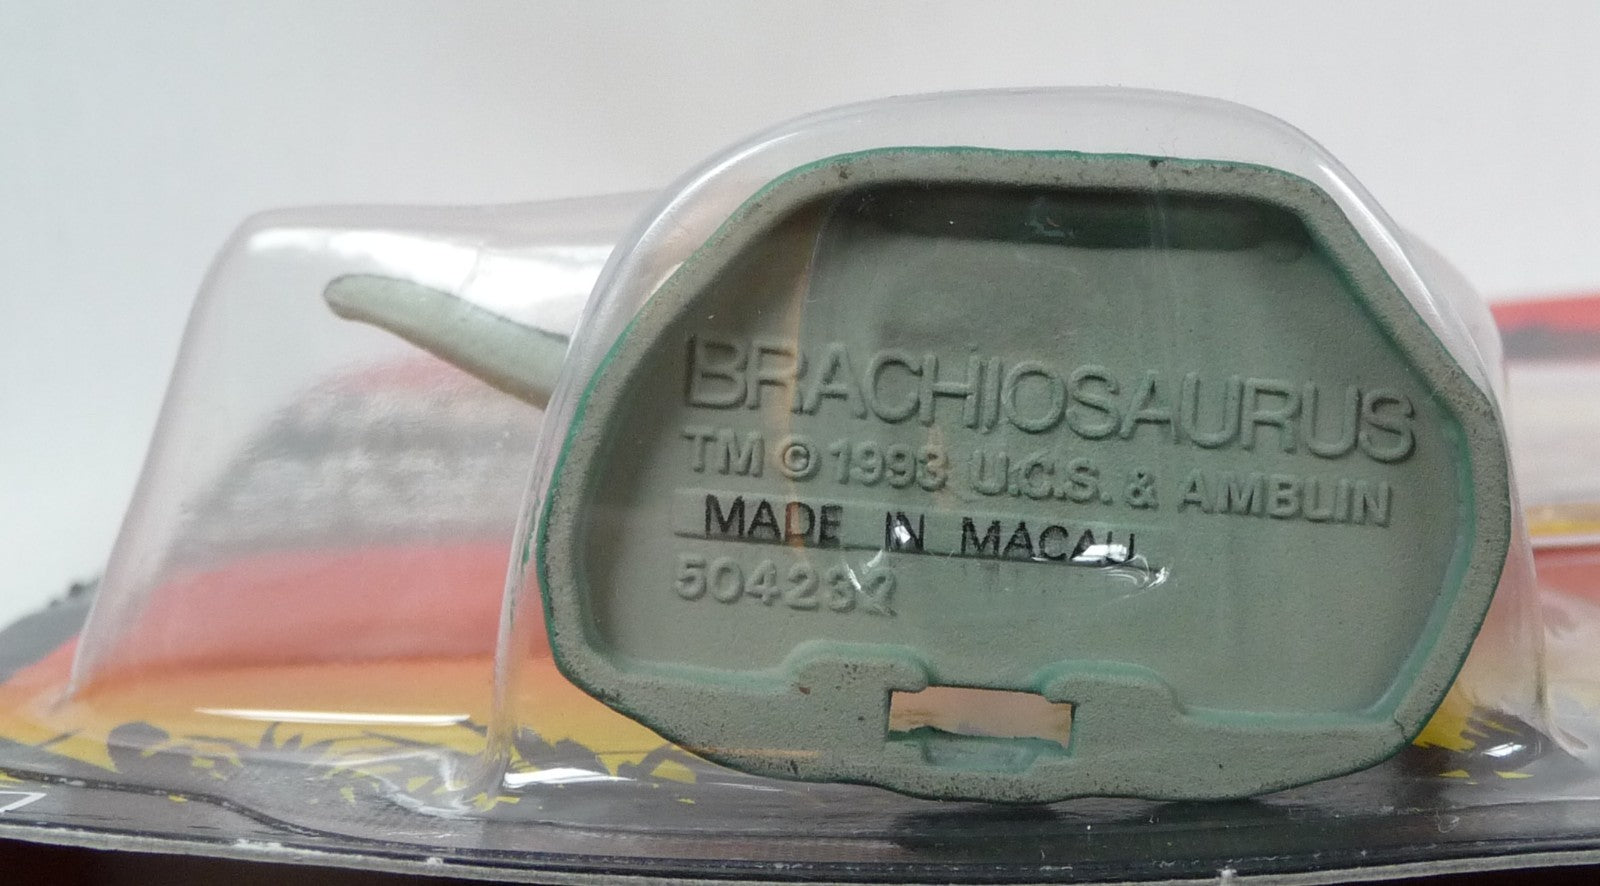 BRACHIOSAURUS
TM © 1993 U.C.S. & AMBLIN
MADE IN MACAU
504232